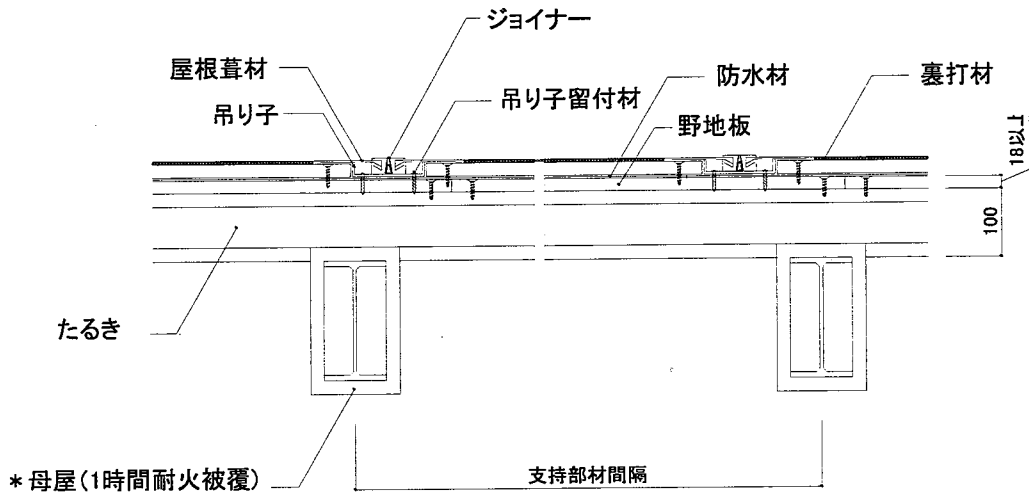 ジョイナー
屋根葺材
防水材
裏打材
吊り子留付材
吊り子
野地板
18以上
100
たるき
*母屋(1時間耐火被覆)
支持部材間隔